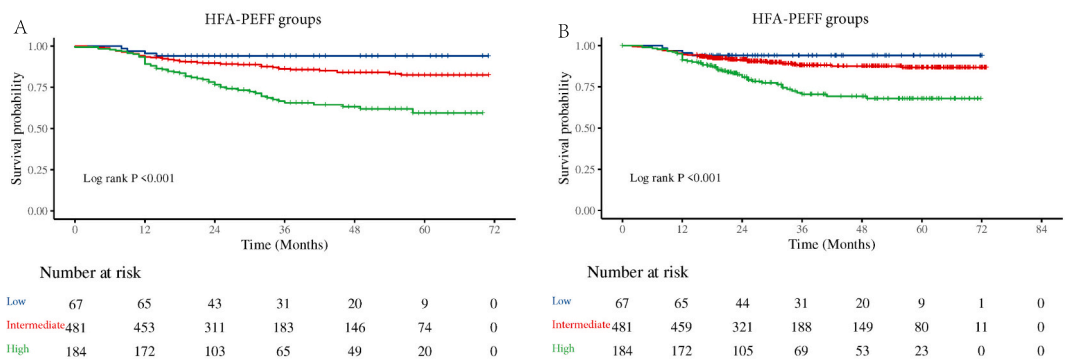 A
HFA-PEFF groups
Survival probability
1.00
0.75
0.50
0.25
0.00
Log rank P <0.001
0 12 24 36 48 60 72
Time (Months)
Number at risk
Low 67 65 43 31 20 9 0
Intermediate 481 453 311 183 146 74 0
High 184 172 103 65 49 20 0
B
HFA-PEFF groups
Survival probability
1.00
0.75
0.50
0.25
0.00
Log rank P <0.001
0 12 24 36 48 60 72 84
Time (Months)
Number at risk
Low 67 65 44 31 20 9 1 0
Intermediate 481 459 321 188 149 80 11 0
High 184 172 105 69 53 23 0 0